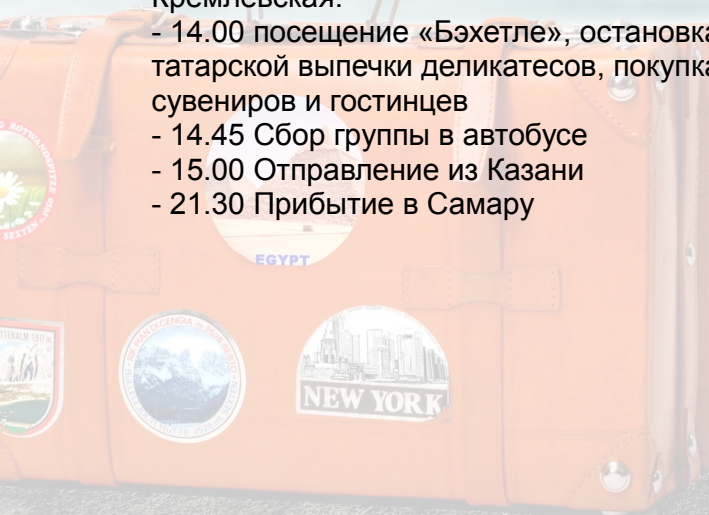 Кремлевская.
- 14.00 посещение «Бэхетле», остановка
татарской выпечки деликатесов, покупка
сувениров и гостинцев
- 14.45 Сбор группы в автобусе
- 15.00 Отправление из Казани
- 21.30 Прибытие в Самару
EGYPT
NEW YORK